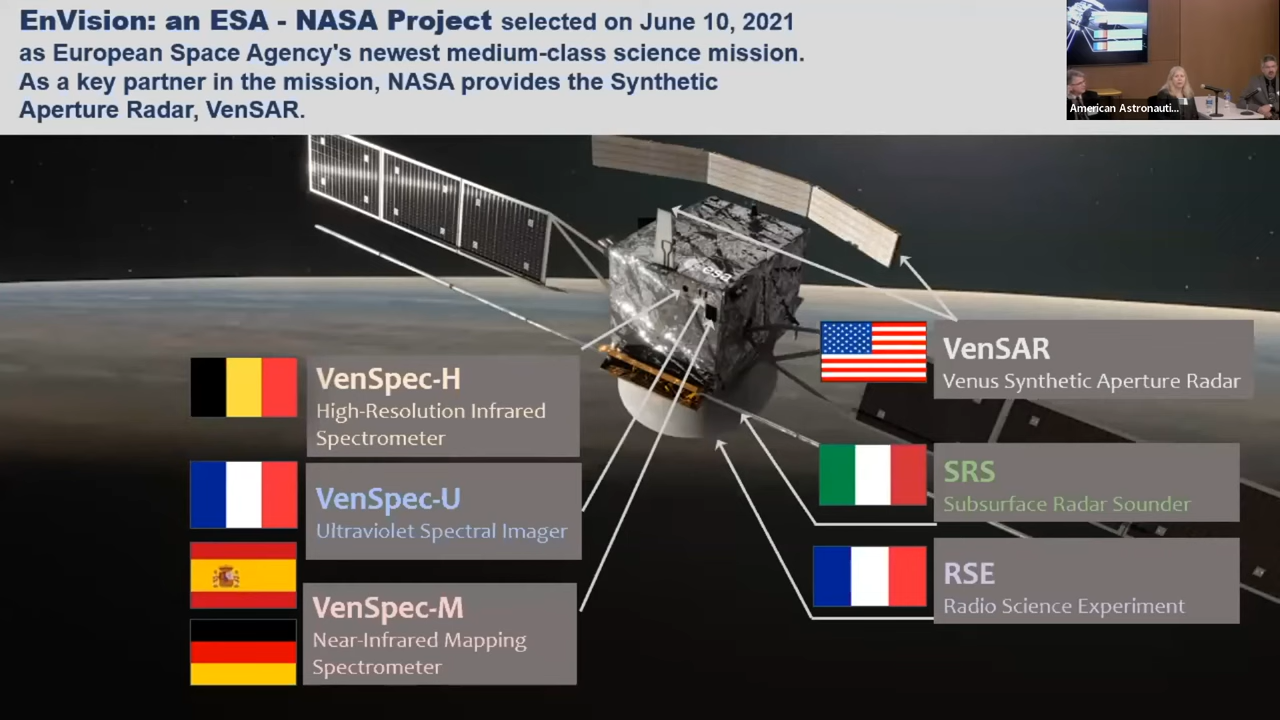 EnVision: an ESA - NASA Project selected on June 10, 2021
as European Space Agency's newest medium-class science mission.
As a key partner in the mission, NASA provides the Synthetic
Aperture Radar, VenSAR.
American Astronauti...
esa
VenSpec-H
High-Resolution Infrared
Spectrometer
VenSpec-U
Ultraviolet Spectral Imager
VenSpec-M
Near-Infrared Mapping
Spectrometer
VenSAR
Venus Synthetic Aperture Radar
SRS
Subsurface Radar Sounder
RSE
Radio Science Experiment